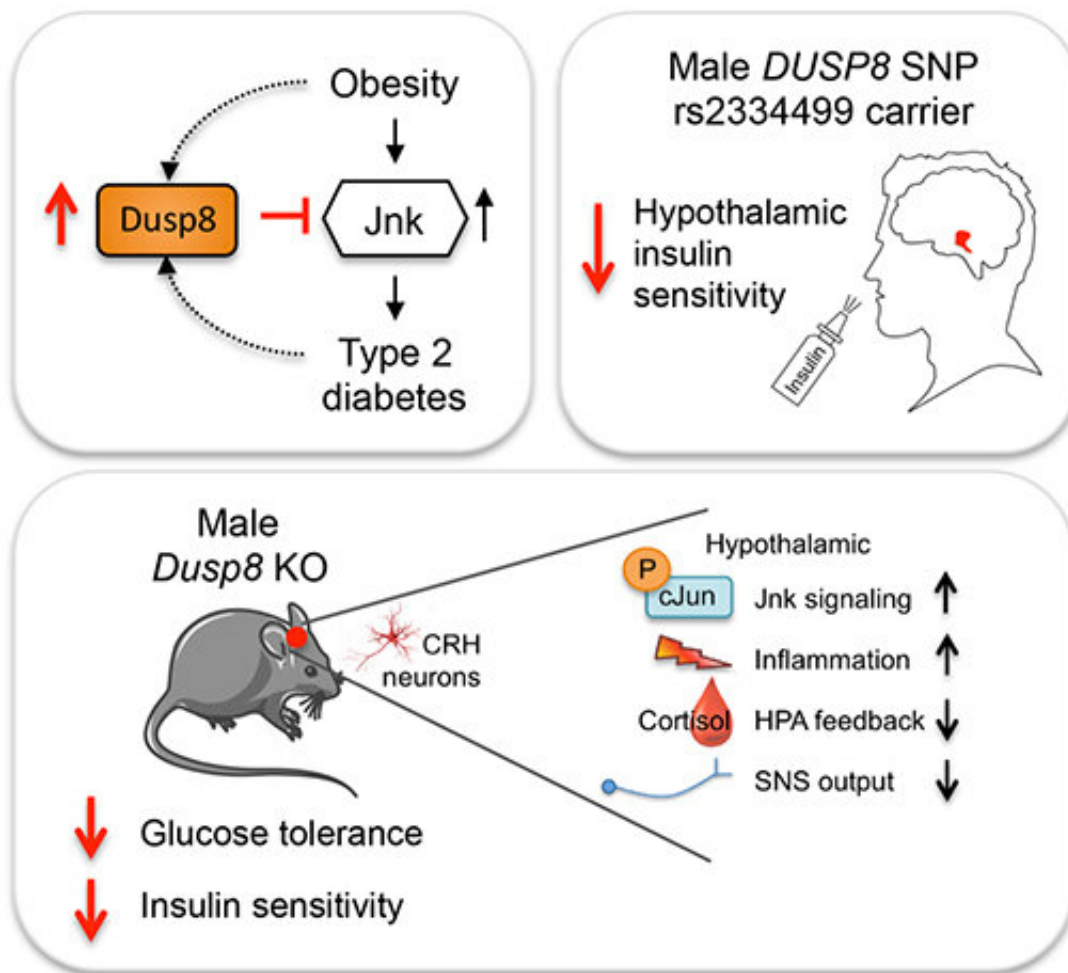 Obesity
Dusp8
Jnk
Type 2
diabetes
Male DUSP8 SNP
rs2334499 carrier
Hypothalamic
insulin
sensitivity
Insulin
Male
Dusp8 KO
CRH
neurons
Hypothalamic
P
cJun
Jnk signaling
Inflammation
Cortisol
HPA feedback
SNS output
Glucose tolerance
Insulin sensitivity